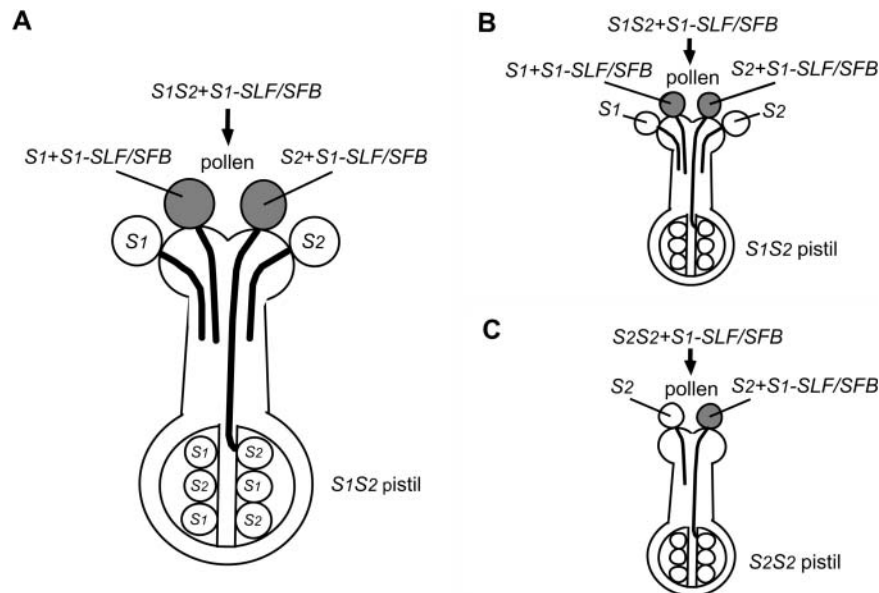 A
S1S2+S1-SLF/SFB
pollen
S1+S1-SLF/SFB
S2+S1-SLF/SFB
S1
S2
S1
S2
S2
S1
S1
S2
S1S2 pistil
B
S1S2+S1-SLF/SFB
S1+S1-SLF/SFB
pollen
S2+S1-SLF/SFB
S1
S2
S1S2 pistil
C
S2S2+S1-SLF/SFB
S2
pollen
S2+S1-SLF/SFB
S2S2 pistil